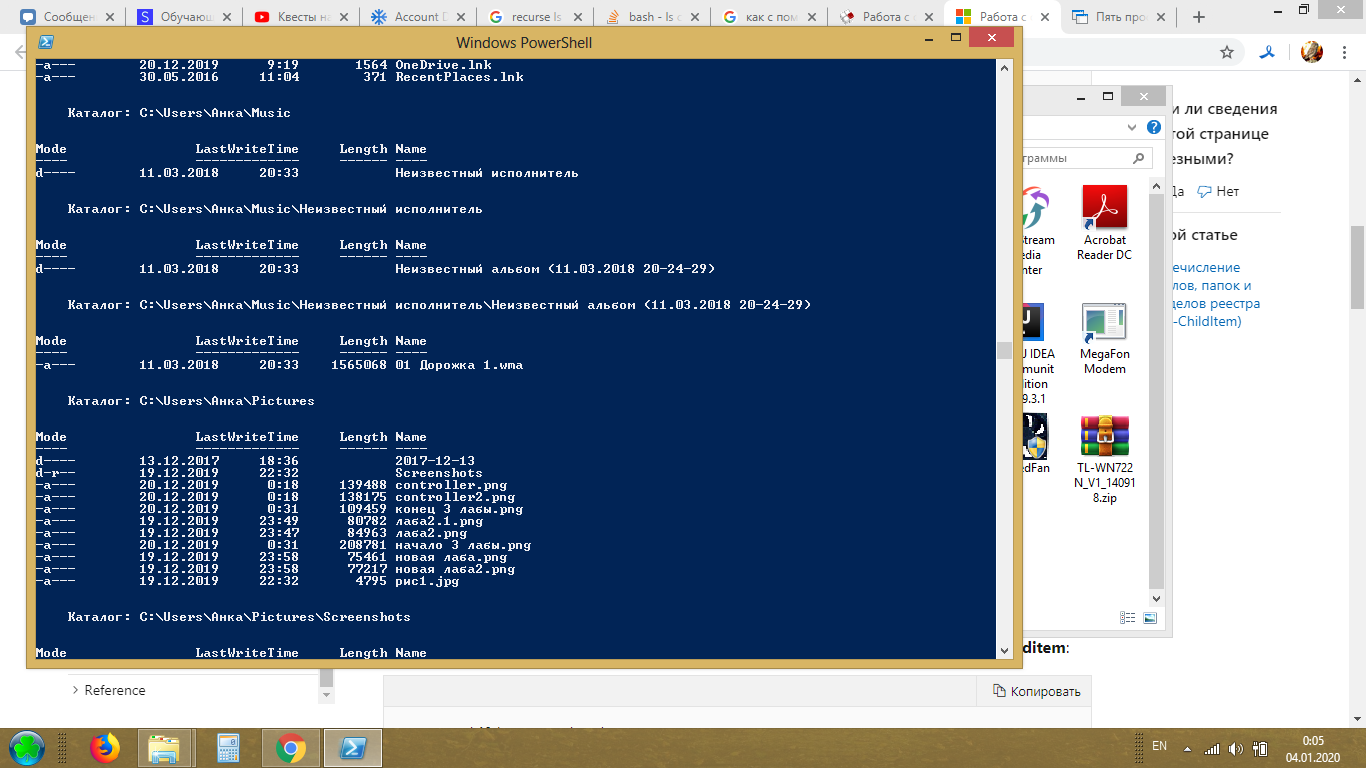 Сообщен
Обучающ
Квесты на
Account D
recurse ls
bash - ls c
как с пом
Работа с
Работа с
Пять про
Windows PowerShell
-a--- 20.12.2019 9:19 1564 OneDrive.lnk
-a--- 30.05.2016 11:04 371 RecentPlaces.lnk
Каталог: C:\Users\Анка\Music
Mode LastWriteTime Length Name
---- ------------- ------ ----
d---- 11.03.2018 20:33 Неизвестный исполнитель
Каталог: C:\Users\Анка\Music\Неизвестный исполнитель
Mode LastWriteTime Length Name
---- ------------- ------ ----
d---- 11.03.2018 20:33 Неизвестный альбом (11.03.2018 20-24-29)
Каталог: C:\Users\Анка\Music\Неизвестный исполнитель\Неизвестный альбом (11.03.2018 20-24-29)
Mode LastWriteTime Length Name
---- ------------- ------ ----
-a--- 11.03.2018 20:33 1565068 01 Дорожка 1.wma
Каталог: C:\Users\Анка\Pictures
Mode LastWriteTime Length Name
---- ------------- ------ ----
d---- 13.12.2017 18:36 2017-12-13
d-r-- 19.12.2019 22:32 Screenshots
-a--- 20.12.2019 0:18 139488 controller.png
-a--- 20.12.2019 0:18 138175 controller2.png
-a--- 20.12.2019 0:31 109459 конец 3 лабы.png
-a--- 19.12.2019 23:49 80782 лаба2.1.png
-a--- 19.12.2019 23:47 84963 лаба2.png
-a--- 20.12.2019 0:31 208781 начало 3 лабы.png
-a--- 19.12.2019 23:58 75461 новая лаба.png
-a--- 19.12.2019 23:58 77217 новая лаба2.png
-a--- 19.12.2019 22:32 4795 рис1.jpg
Каталог: C:\Users\Анка\Pictures\Screenshots
Mode LastWriteTime Length Name
граммы
Stream
edia
nter
Acrobat
Reader DC
IJ IDEA
munit
ition
9.3.1
MegaFon
Modem
edFan
TL-WN722
N_V1_14091
8.zip
и ли сведения
той странице
езными?
Да Нет
ой статье
ечисление
лов, папок и
делов реестра
-ChildItem)
dітем:
Reference
Копировать
EN
0:05
04.01.2020